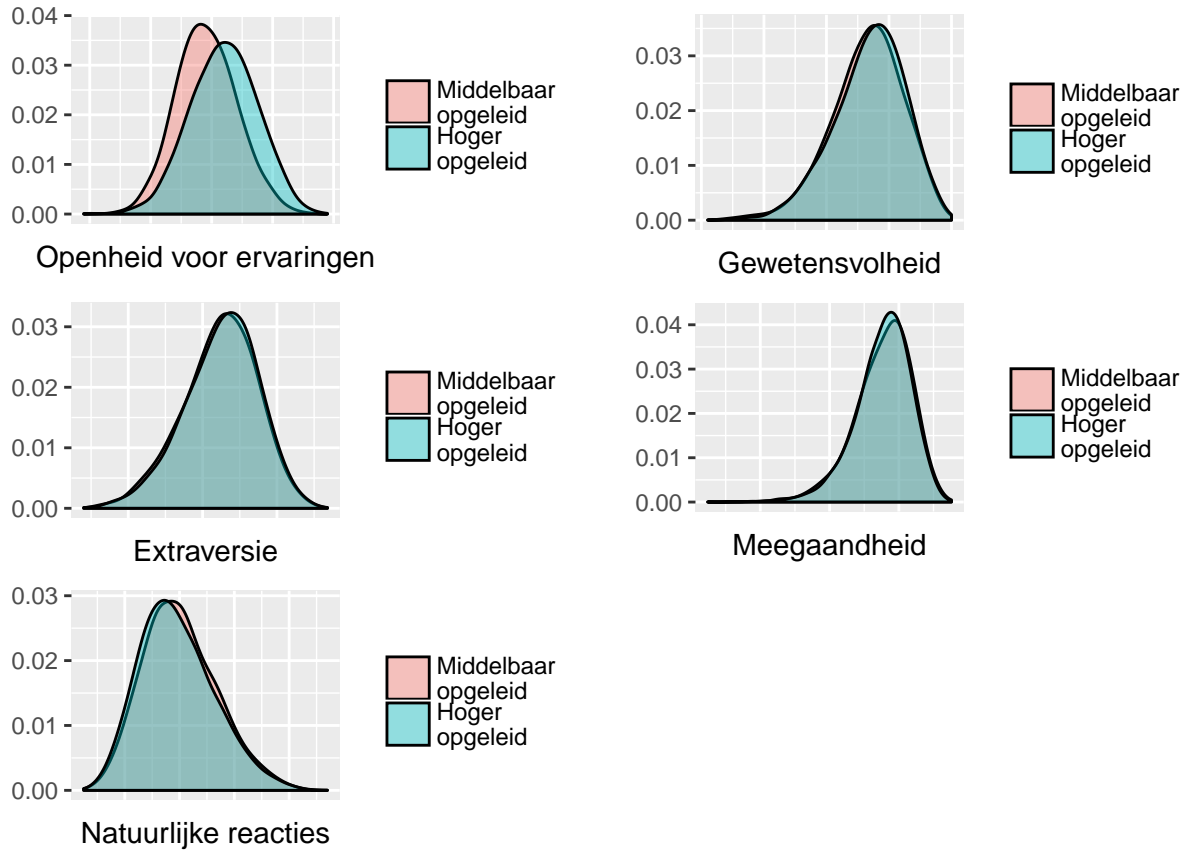 0.04
0.03
0.02
0.01
0.00
Middelbaar
opgeleid
Hoger
opgeleid
Openheid voor ervaringen
0.03
0.02
0.01
0.00
Middelbaar
opgeleid
Hoger
opgeleid
Gewetensvolheid
0.03
0.02
0.01
0.00
Middelbaar
opgeleid
Hoger
opgeleid
Extraversie
0.04
0.03
0.02
0.01
0.00
Middelbaar
opgeleid
Hoger
opgeleid
Meegaandheid
0.03
0.02
0.01
0.00
Middelbaar
opgeleid
Hoger
opgeleid
Natuurlijke reacties